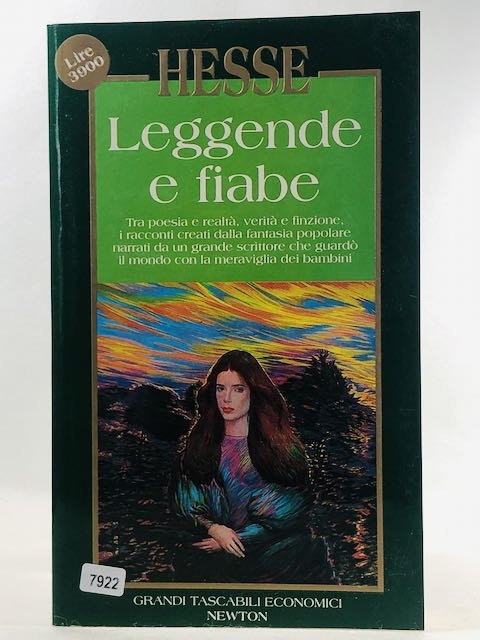 Lire
3900
HESSE
Leggende
e fiabe
Tra poesia e realtà, verità e finzione,
i racconti creati dalla fantasia popolare
narrati da un grande scrittore che guardò
il mondo con la meraviglia dei bambini
7922
GRANDI TASCABILI ECONOMICI
NEWTON